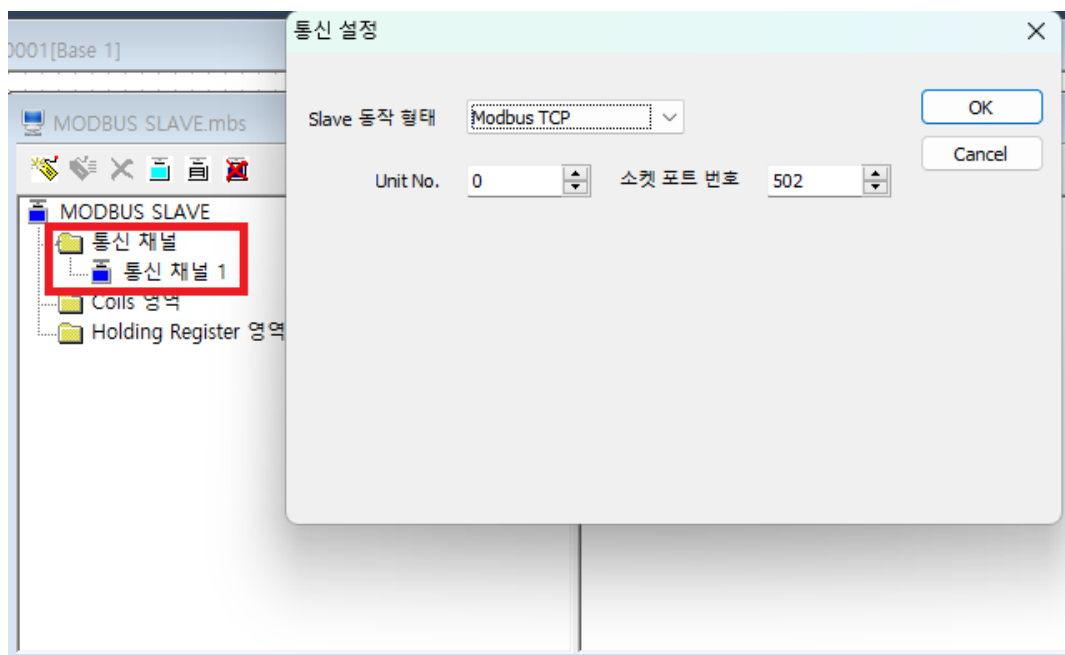 0001[Base 1]
통신 설정
MODBUS SLAVE.mbs
Slave 동작 형태
Modbus TCP
OK
Cancel
Unit No.
0
소켓 포트 번호
502
MODBUS SLAVE
통신 채널
통신 채널 1
Coils 영역
Holding Register 영역